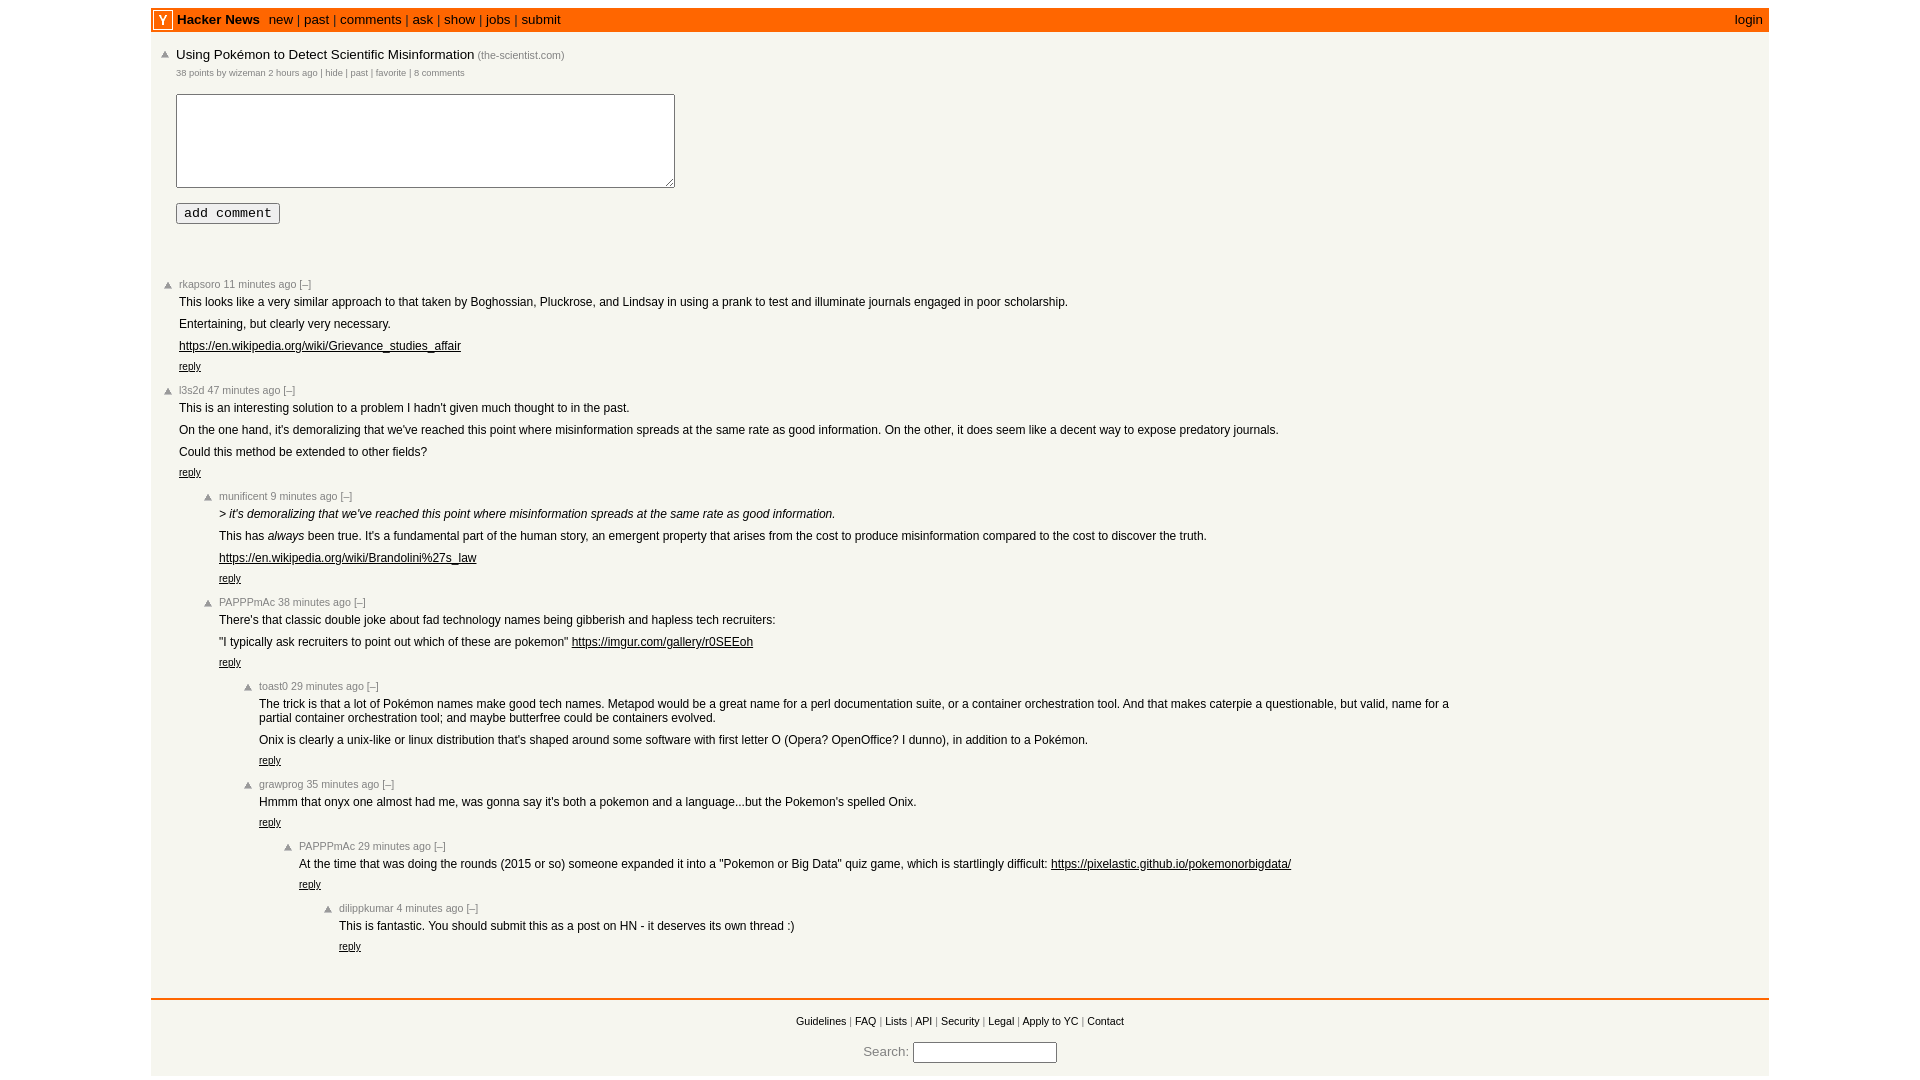 Y Hacker News new | past | comments | ask | show | jobs | submit login
Using Pokémon to Detect Scientific Misinformation (the-scientist.com)
38 points by wizeman 2 hours ago | hide | past | favorite | 8 comments
add comment
rkapsoro 11 minutes ago [–]
This looks like a very similar approach to that taken by Boghossian, Pluckrose, and Lindsay in using a prank to test and illuminate journals engaged in poor scholarship.
Entertaining, but clearly very necessary.
https://en.wikipedia.org/wiki/Grievance_studies_affair
reply
l3s2d 47 minutes ago [–]
This is an interesting solution to a problem I hadn't given much thought to in the past.
On the one hand, it's demoralizing that we've reached this point where misinformation spreads at the same rate as good information. On the other, it does seem like a decent way to expose predatory journals.
Could this method be extended to other fields?
reply
munificent 9 minutes ago [–]
> it's demoralizing that we've reached this point where misinformation spreads at the same rate as good information.
This has always been true. It's a fundamental part of the human story, an emergent property that arises from the cost to produce misinformation compared to the cost to discover the truth.
https://en.wikipedia.org/wiki/Brandolini%27s_law
reply
PAPPPmAc 38 minutes ago [–]
There's that classic double joke about fad technology names being gibberish and hapless tech recruiters:
"I typically ask recruiters to point out which of these are pokemon" https://imgur.com/gallery/r0SEEoh
reply
toast0 29 minutes ago [–]
The trick is that a lot of Pokémon names make good tech names. Metapod would be a great name for a perl documentation suite, or a container orchestration tool. And that makes caterpie a questionable, but valid, name for a
partial container orchestration tool; and maybe butterfree could be containers evolved.
Onix is clearly a unix-like or linux distribution that's shaped around some software with first letter O (Opera? OpenOffice? I dunno), in addition to a Pokémon.
reply
grawprog 35 minutes ago [–]
Hmmm that onyx one almost had me, was gonna say it's both a pokemon and a language...but the Pokemon's spelled Onix.
reply
PAPPPmAc 29 minutes ago [–]
At the time that was doing the rounds (2015 or so) someone expanded it into a "Pokemon or Big Data" quiz game, which is startlingly difficult: https://pixelastic.github.io/pokemonorbigdata/
reply
dilippkumar 4 minutes ago [–]
This is fantastic. You should submit this as a post on HN - it deserves its own thread :)
reply
Guidelines | FAQ | Lists | API | Security | Legal | Apply to YC | Contact
Search: